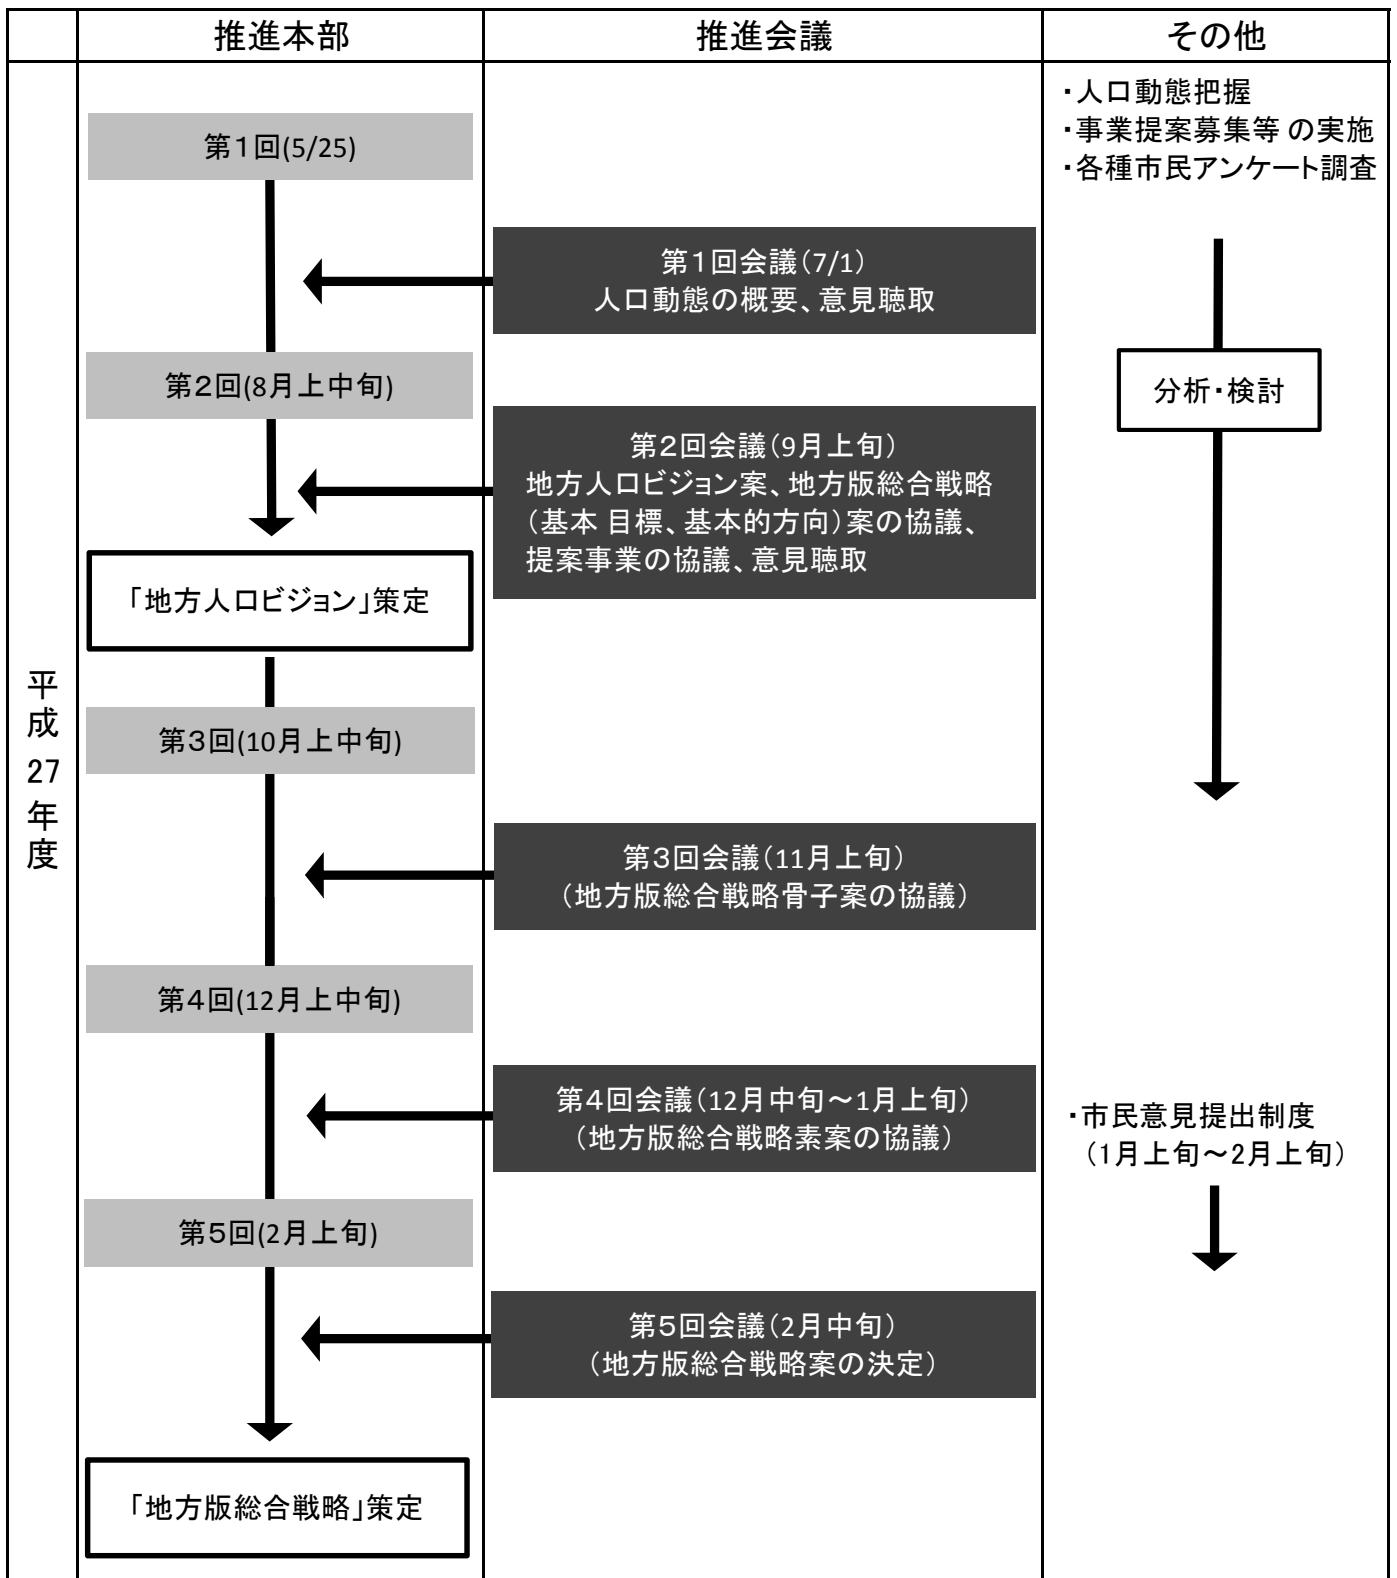 推進本部
推進会議
その他
平成27年度
第1回(5/25)
第2回(8月上中旬)
「地方人口ビジョン」策定
第3回(10月上中旬)
第4回(12月上中旬)
第5回(2月上旬)
「地方版総合戦略」策定
第1回会議(7/1)
人口動態の概要、意見聴取
第2回会議(9月上旬)
地方人口ビジョン案、地方版総合戦略
(基本 目標、基本的方向)案の協議、
提案事業の協議、意見聴取
第3回会議(11月上旬)
(地方版総合戦略骨子案の協議)
第4回会議(12月中旬～1月上旬)
(地方版総合戦略素案の協議)
第5回会議(2月中旬)
(地方版総合戦略案の決定)
・人口動態把握
・事業提案募集等 の実施
・各種市民アンケート調査
分析・検討
・市民意見提出制度
(1月上旬～2月上旬)